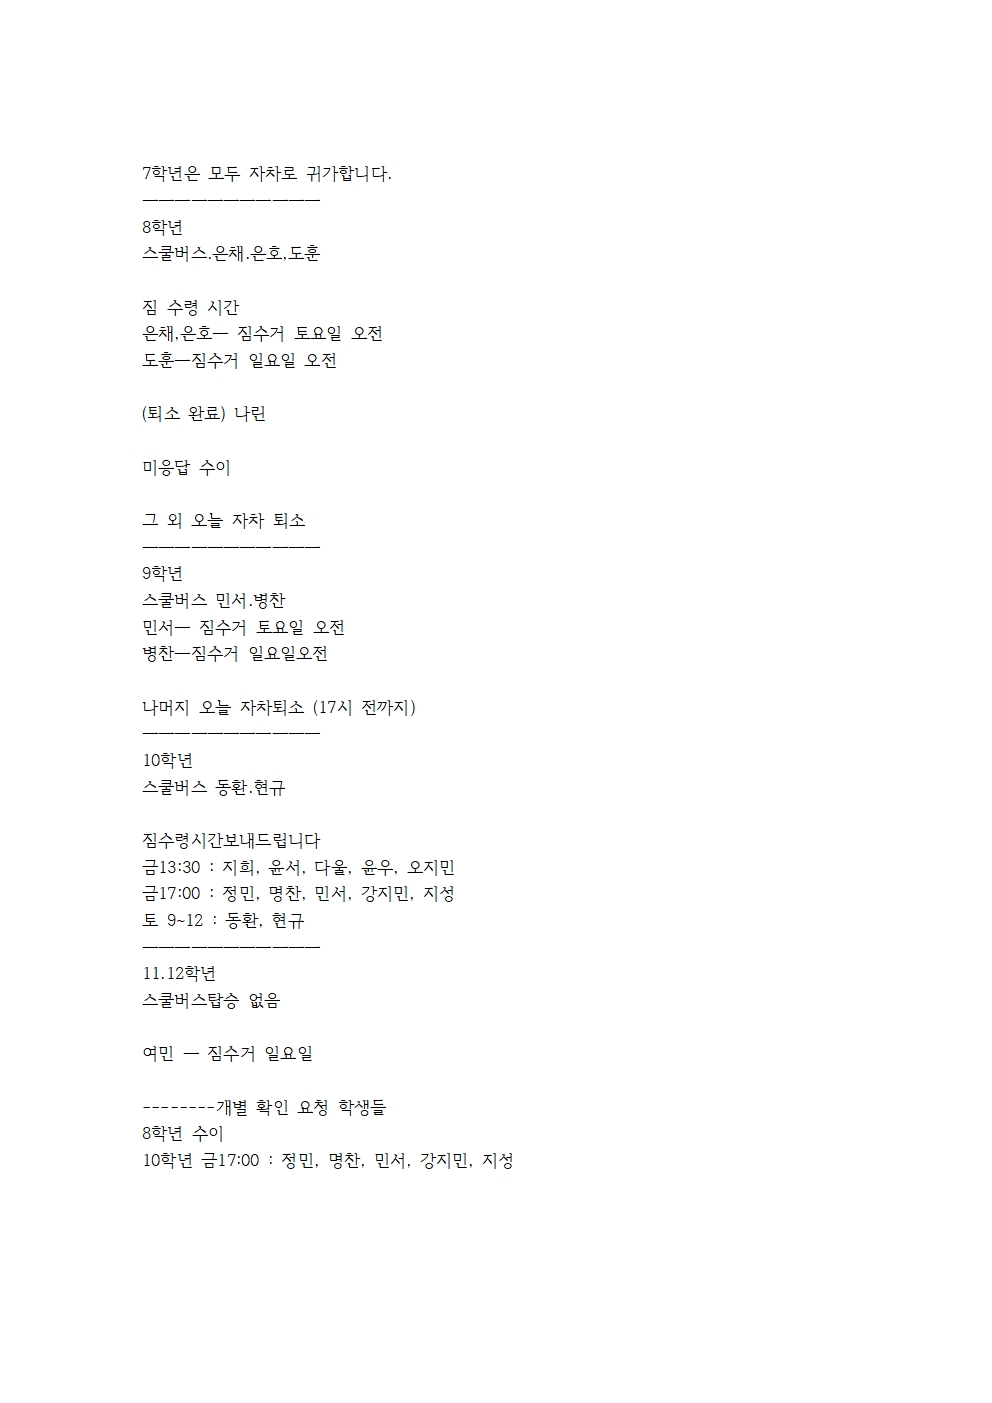 7학년은 모두 자차로 귀가합니다.
———————————
8학년
스쿨버스.은채.은호,도훈
짐 수령 시간
은채,은호— 짐수거 토요일 오전
도훈—짐수거 일요일 오전
(퇴소 완료) 나린
미응답 수이
그 외 오늘 자차 퇴소
———————————
9학년
스쿨버스 민서.병찬
민서— 짐수거 토요일 오전
병찬—짐수거 일요일오전
나머지 오늘 자차퇴소 (17시 전까지)
———————————
10학년
스쿨버스 동환.현규
짐수령시간보내드립니다
금13:30 : 지희, 윤서, 다울, 윤우, 오지민
금17:00 : 정민, 명찬, 민서, 강지민, 지성
토 9~12 : 동환, 현규
———————————
11.12학년
스쿨버스탑승 없음
여민 — 짐수거 일요일
--------개별 확인 요청 학생들
8학년 수이
10학년 금17:00 : 정민, 명찬, 민서, 강지민, 지성